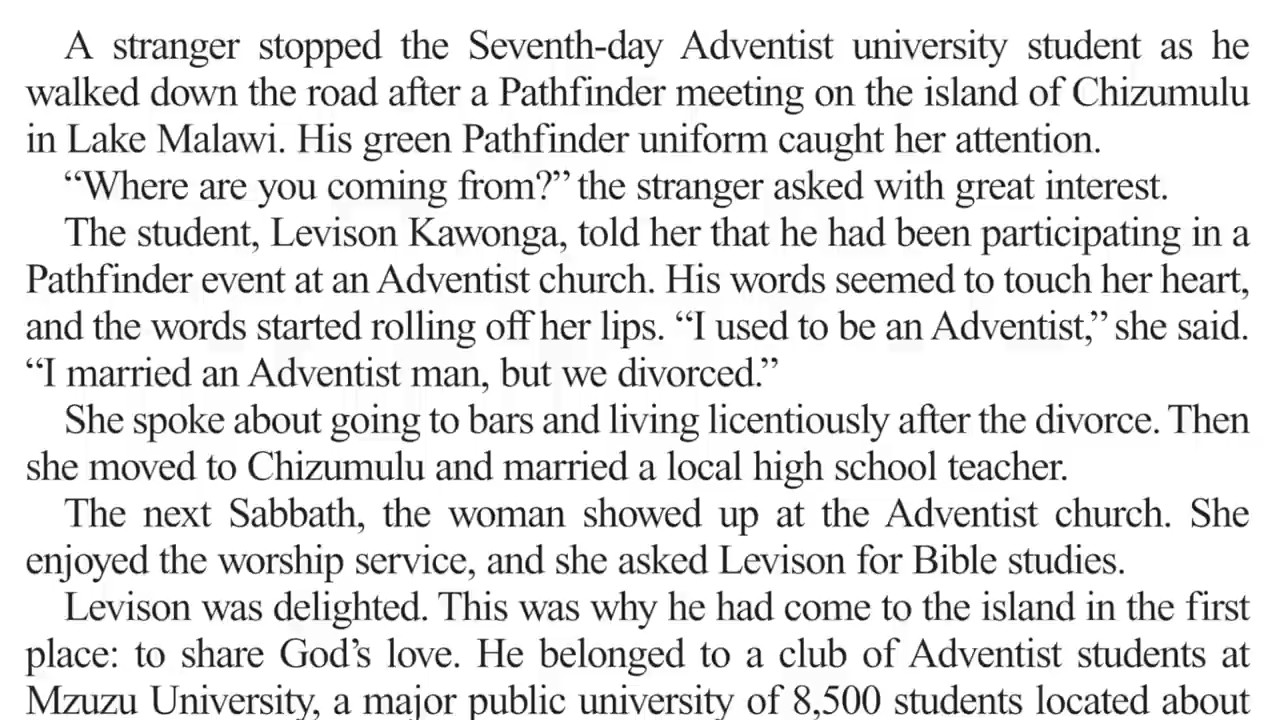 A stranger stopped the Seventh-day Adventist university student as he
walked down the road after a Pathfinder meeting on the island of Chizumulu
in Lake Malawi. His green Pathfinder uniform caught her attention.
“Where are you coming from?” the stranger asked with great interest.
The student, Levison Kawonga, told her that he had been participating in a
Pathfinder event at an Adventist church. His words seemed to touch her heart,
and the words started rolling off her lips. “I used to be an Adventist,” she said.
“I married an Adventist man, but we divorced.”
She spoke about going to bars and living licentiously after the divorce. Then
she moved to Chizumulu and married a local high school teacher.
The next Sabbath, the woman showed up at the Adventist church. She
enjoyed the worship service, and she asked Levison for Bible studies.
Levison was delighted. This was why he had come to the island in the first
place: to share God’s love. He belonged to a club of Adventist students at
Mzuzu University, a major public university of 8,500 students located about